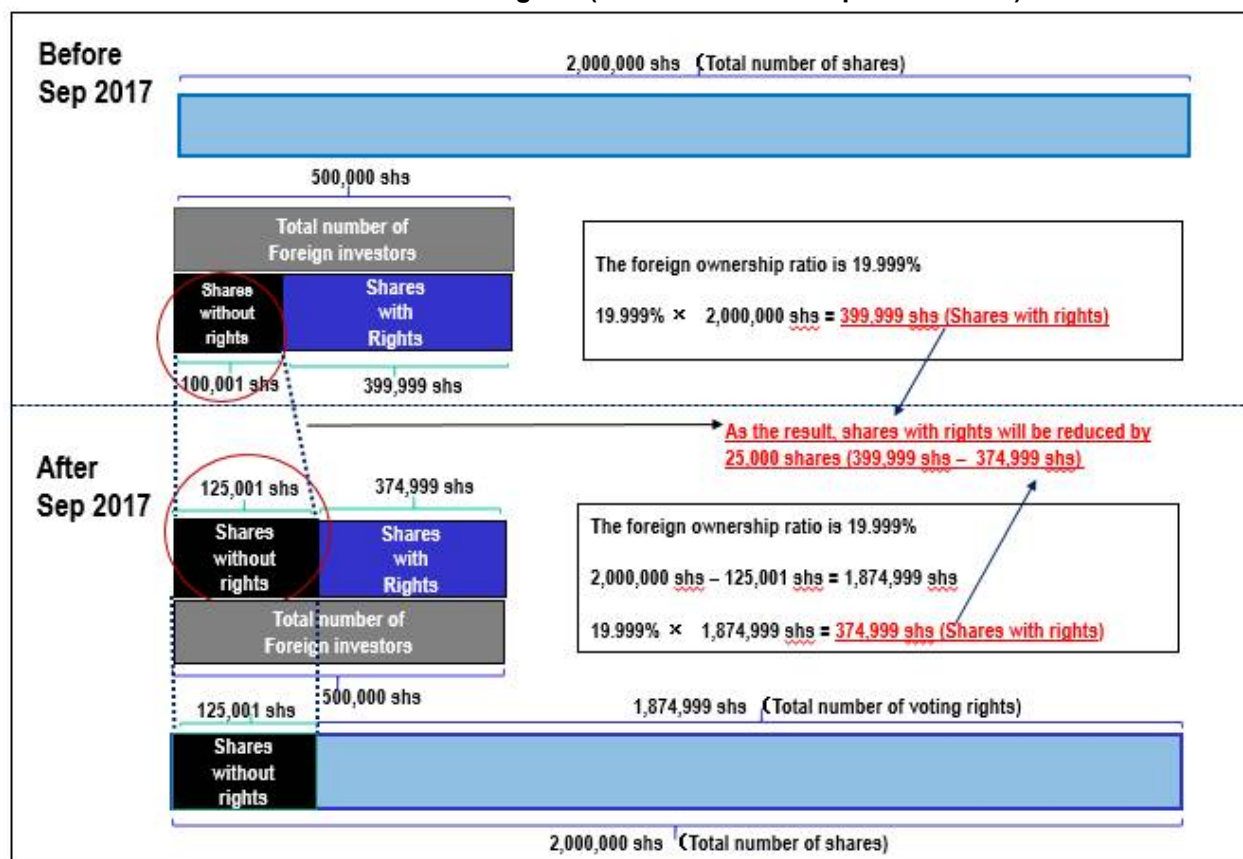 Before
Sep 2017
2,000,000 shs (Total number of shares)
500,000 shs
Total number of
Foreign investors
Shares
without
rights
Shares
with
Rights
100,001 shs
399,999 shs
The foreign ownership ratio is 19.999%
19.999% × 2,000,000 shs = 399,999 shs (Shares with rights)
As the result, shares with rights will be reduced by
25,000 shares (399,999 shs – 374,999 shs)
After
Sep 2017
125,001 shs
374,999 shs
Shares
without
rights
Shares
with
Rights
Total number of
Foreign investors
500,000 shs
The foreign ownership ratio is 19.999%
2,000,000 shs – 125,001 shs = 1,874,999 shs
19.999% × 1,874,999 shs = 374,999 shs (Shares with rights)
125,001 shs
1,874,999 shs (Total number of voting rights)
Shares
without
rights
2,000,000 shs (Total number of shares)